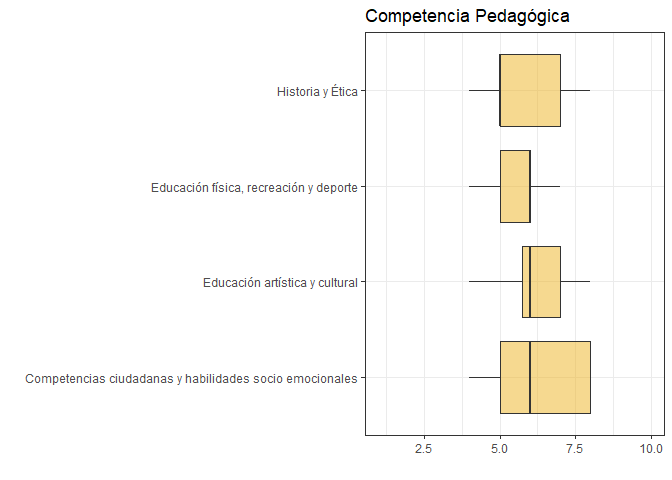 Competencia Pedagógica
Historia y Ética
Educación física, recreación y deporte
Educación artística y cultural
Competencias ciudadanas y habilidades socio emocionales
2.5 5.0 7.5 10.0